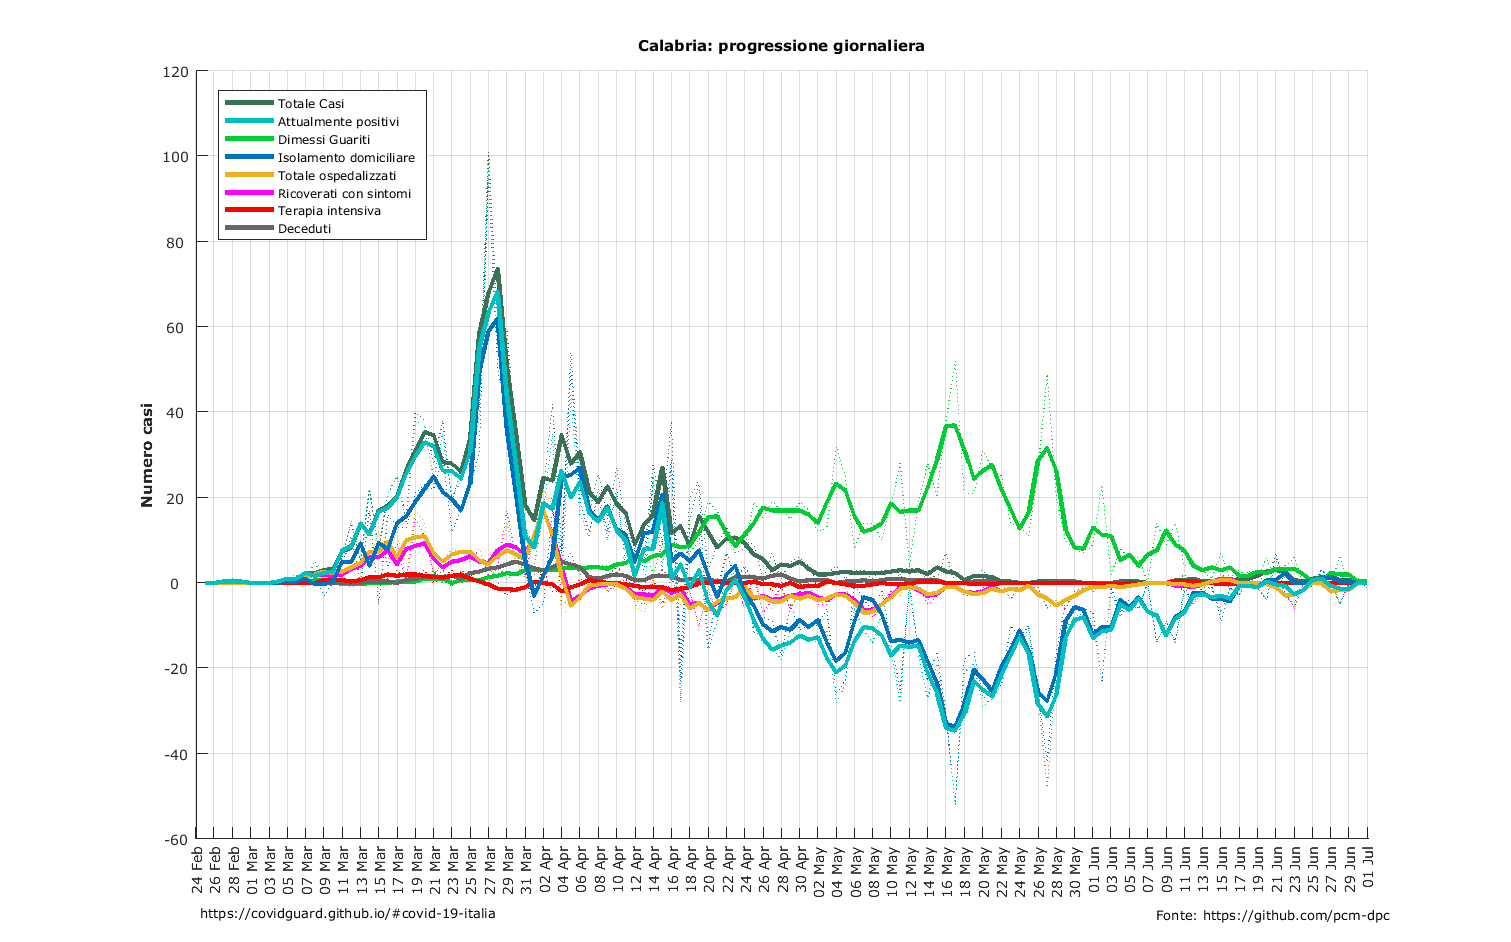 Calabria: progressione giornaliera
Numero casi
120
100
80
60
40
20
0
-20
-40
-60
Totale Casi
Attualmente positivi
Dimessi Guariti
Isolamento domiciliare
Totale ospedalizzati
Ricoverati con sintomi
Terapia intensiva
Deceduti
24 Feb
26 Feb
28 Feb
01 Mar
03 Mar
05 Mar
07 Mar
09 Mar
11 Mar
13 Mar
15 Mar
17 Mar
19 Mar
21 Mar
23 Mar
25 Mar
27 Mar
29 Mar
31 Mar
02 Apr
04 Apr
06 Apr
08 Apr
10 Apr
12 Apr
14 Apr
16 Apr
18 Apr
20 Apr
22 Apr
24 Apr
26 Apr
28 Apr
30 Apr
02 May
04 May
06 May
08 May
10 May
12 May
14 May
16 May
18 May
20 May
22 May
24 May
26 May
28 May
30 May
01 Jun
03 Jun
05 Jun
07 Jun
09 Jun
11 Jun
13 Jun
15 Jun
17 Jun
19 Jun
21 Jun
23 Jun
25 Jun
27 Jun
29 Jun
01 Jul
https://covidguard.github.io/#covid-19-italia
Fonte: https://github.com/pcm-dpc